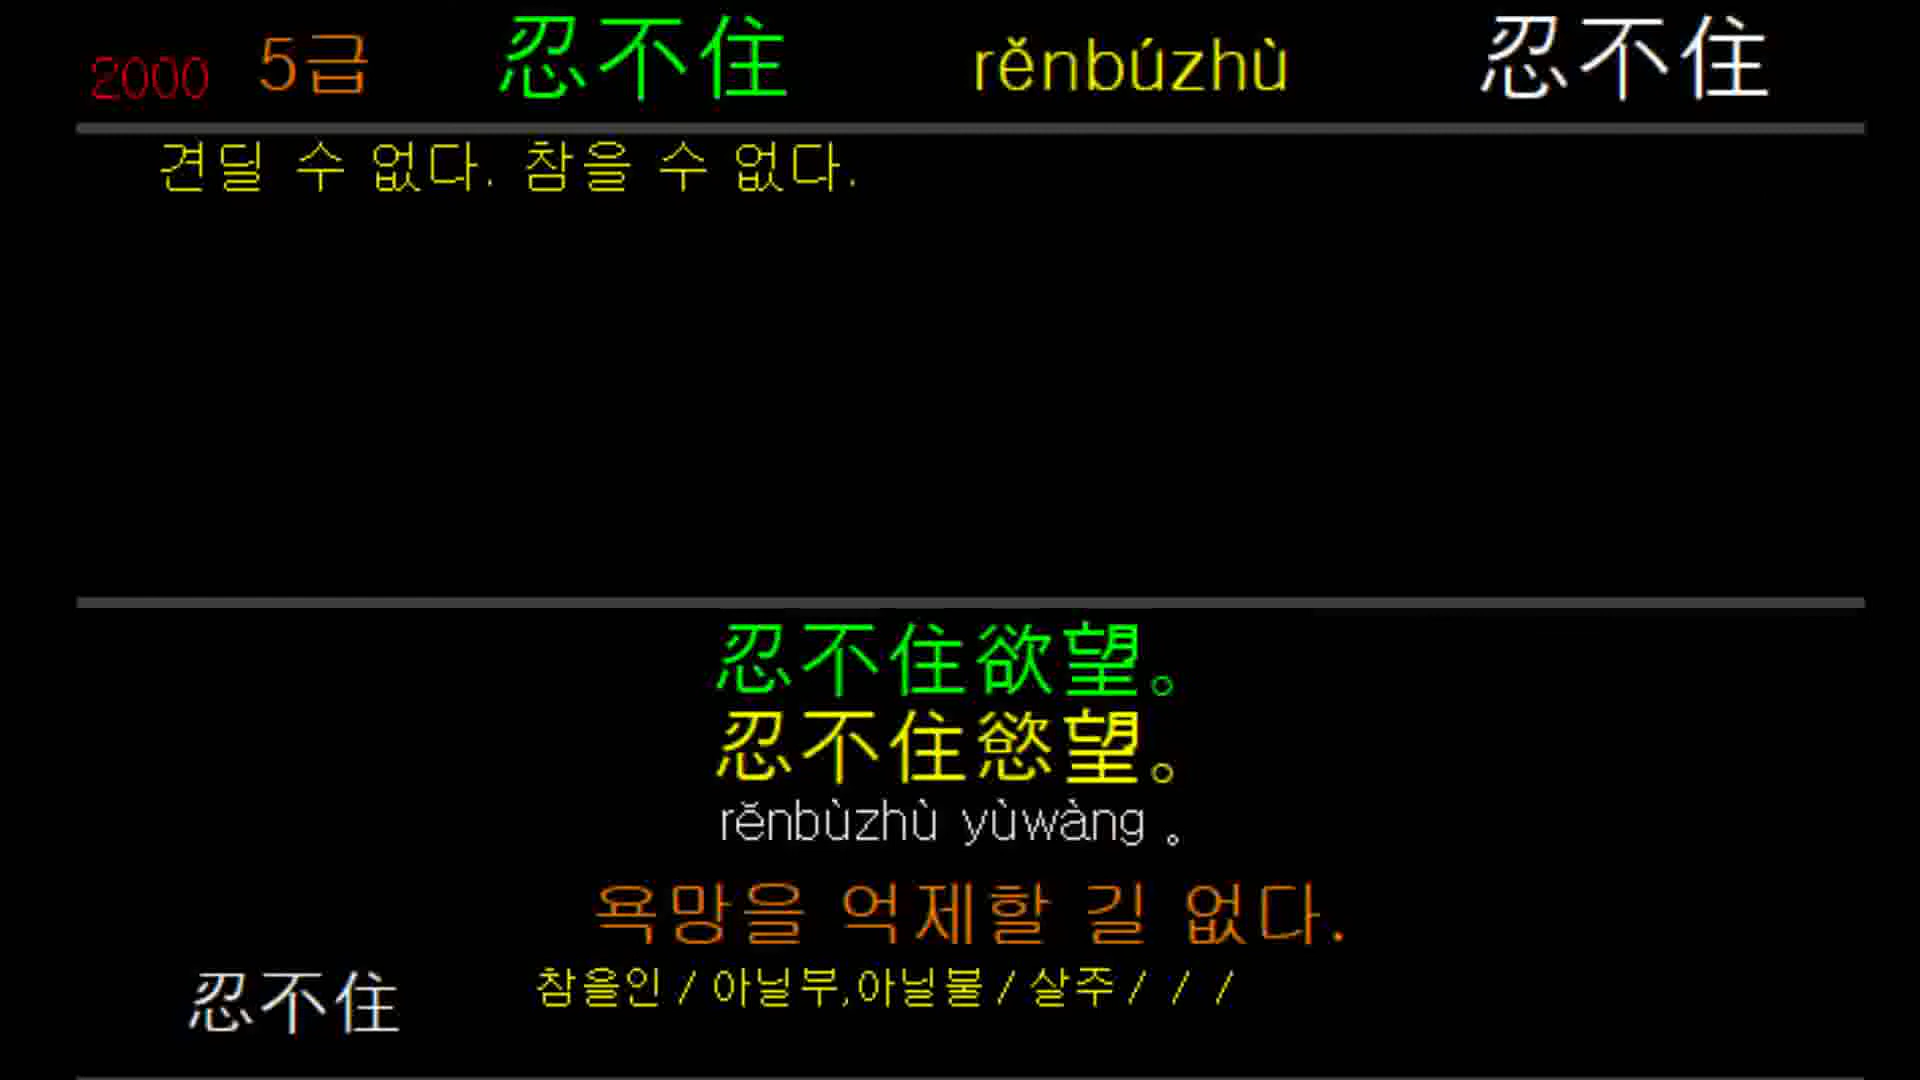 2000 5급 忍不住 rěnbúzhù 忍不住
견딜 수 없다. 참을 수 없다.
忍不住欲望。
忍不住慾望。
rěnbùzhù yùwàng 。
욕망을 억제할 길 없다.
忍不住 참을인 / 아닐부,아닐불 / 살주 / / /